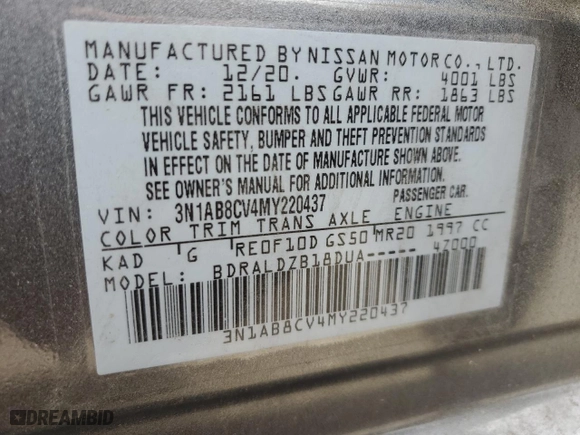 MANUFACTURED BY NISSAN MOTOR CO., LTD.
DATE: 12/20. GVWR: 4001 LBS
GAWR FR: 2161 LBS GAWR RR: 1863 LBS
THIS VEHICLE CONFORMS TO ALL APPLICABLE FEDERAL MOTOR
VEHICLE SAFETY, BUMPER AND THEFT PREVENTION STANDARDS
IN EFFECT ON THE DATE OF MANUFACTURE SHOWN ABOVE.
SEE OWNER'S MANUAL FOR ADDITIONAL INFORMATION.
VIN: 3N1AB8CV4MY220437 PASSENGER CAR.
COLOR TRIM TRANS AXLE ENGINE
KAD G RE0F10D GS50 MR20 1997 CC
MODEL: BDRALDZB18DUA----- 47000
3N1AB8CV4MY220437
DREAMBID